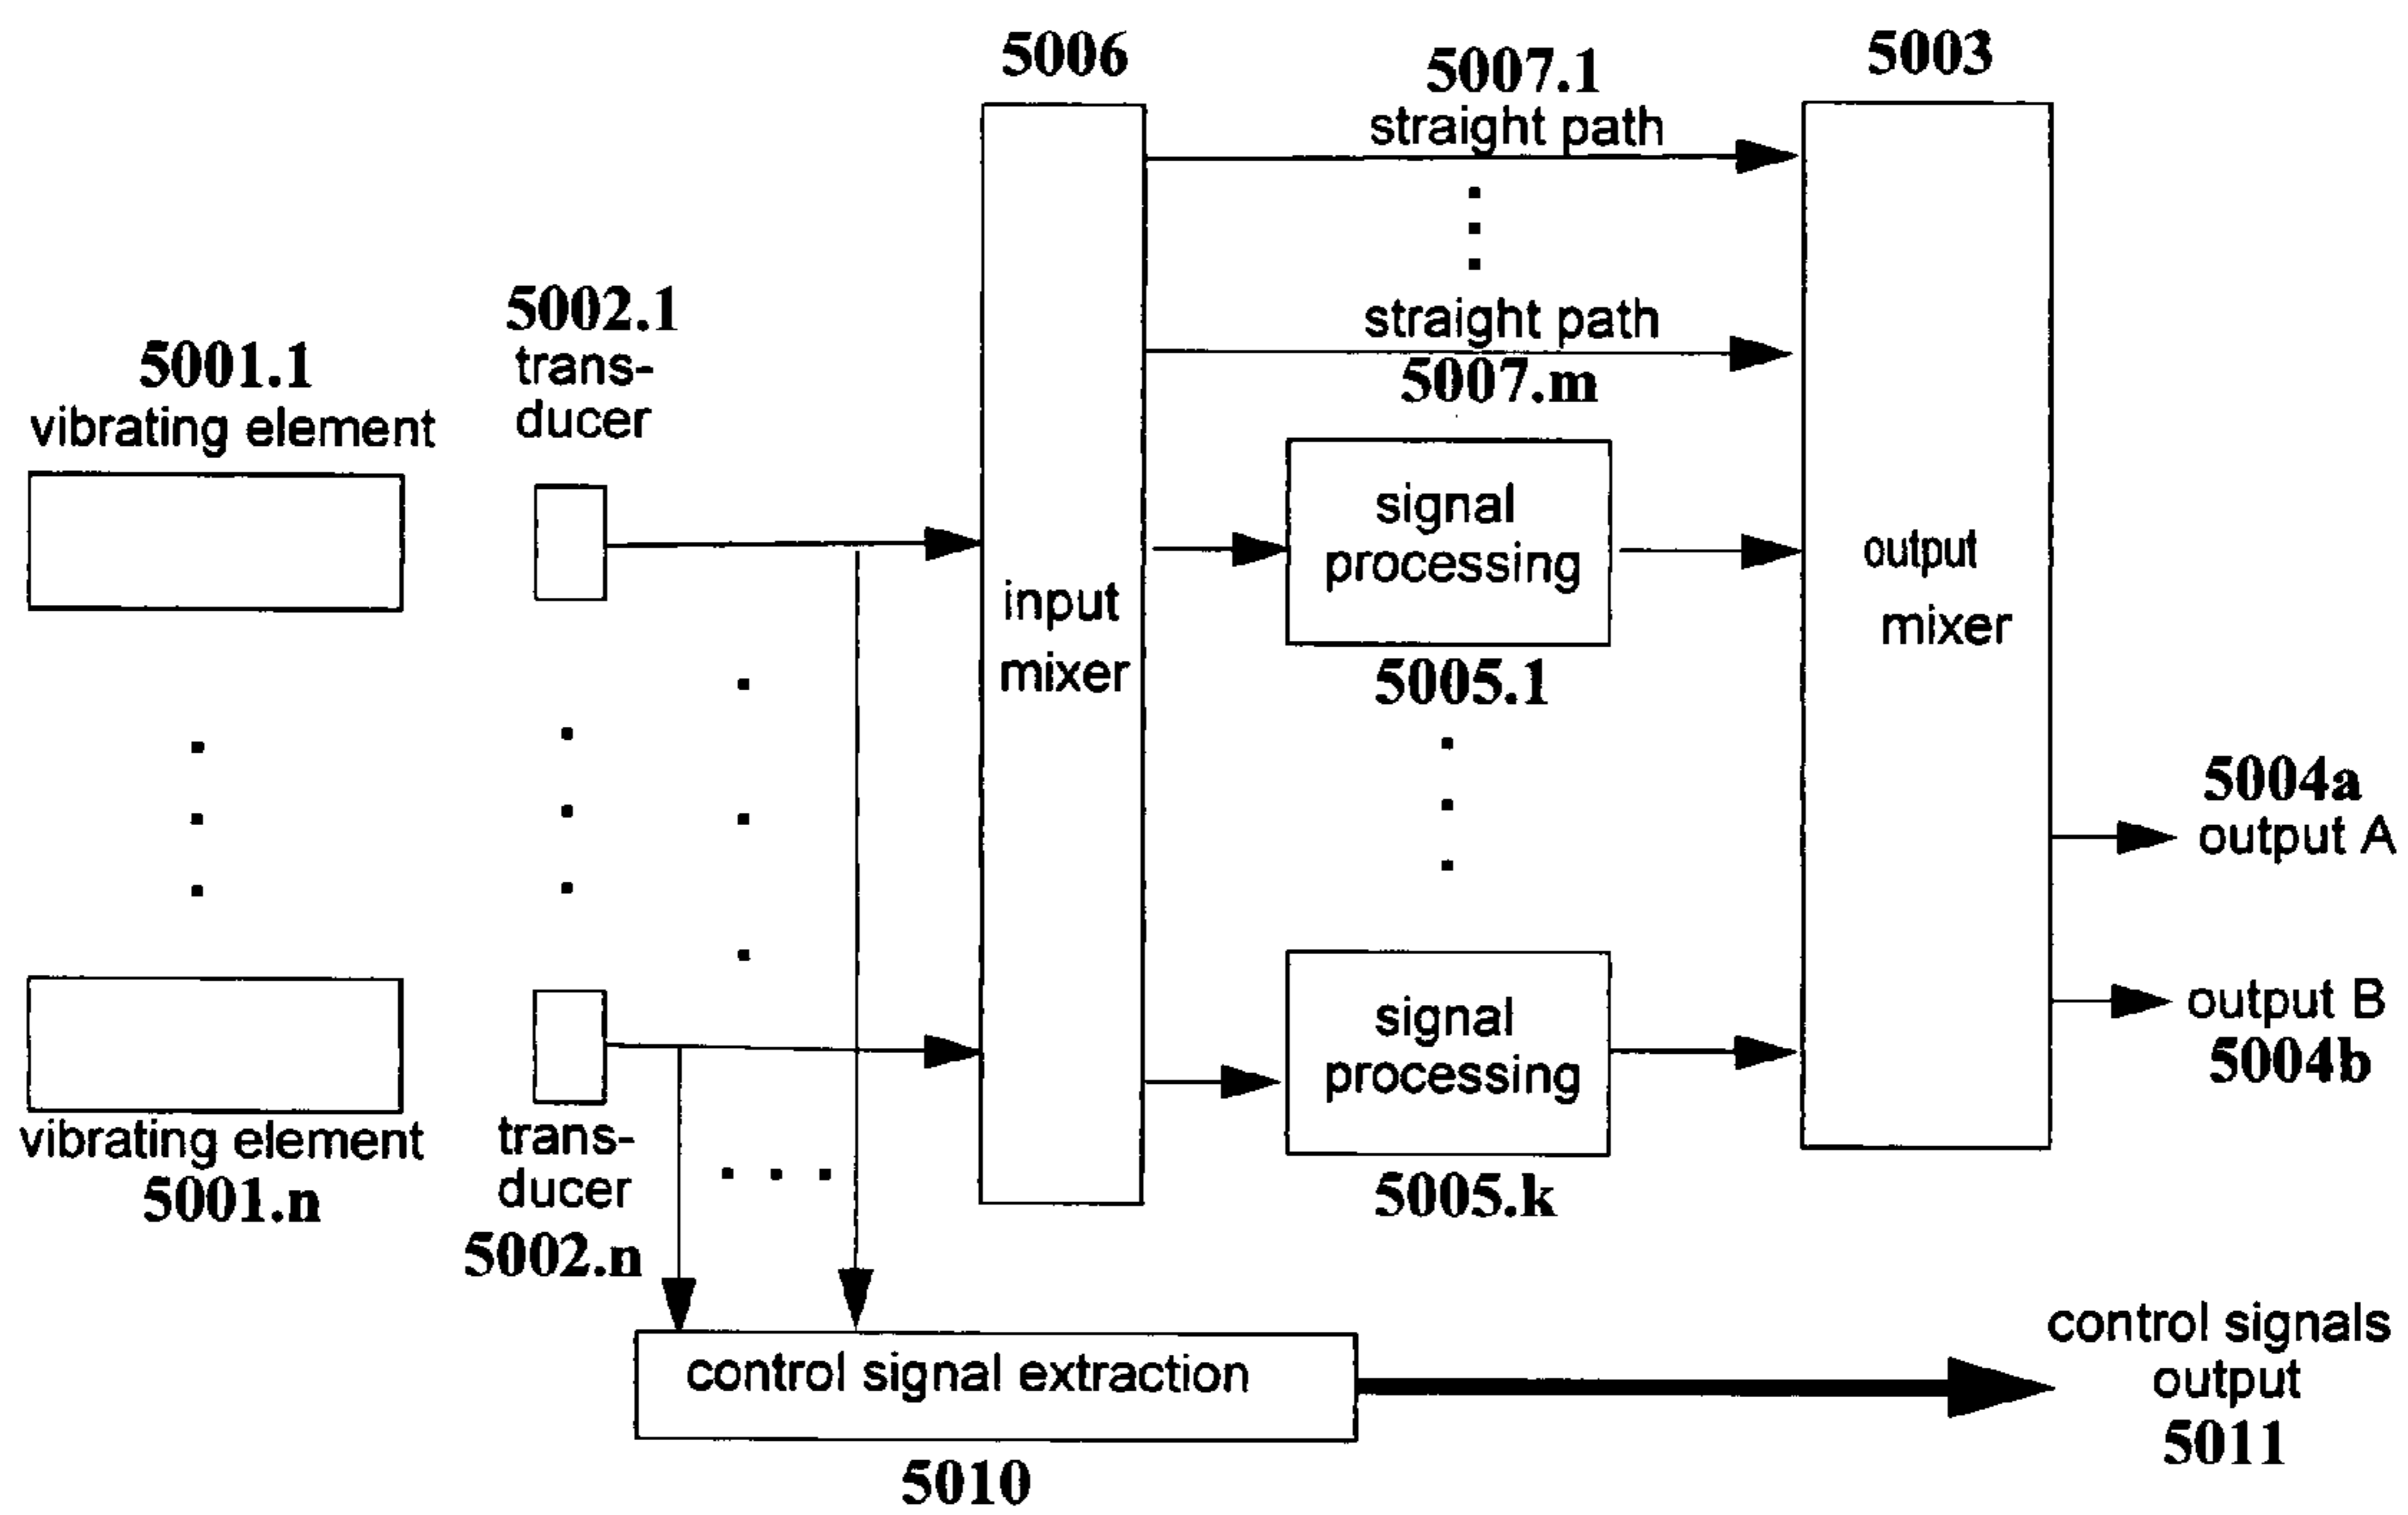 5006
5007.1
straight path
5003
straight path
5007.m
5002.1
trans-
ducer
5001.1
vibrating element
signal
processing
5005.1
input
mixer
output
mixer
5004a
output A
output B
5004b
signal
processing
5005.k
vibrating element
5001.n
trans-
ducer
5002.n
control signal extraction
5010
control signals
output
5011